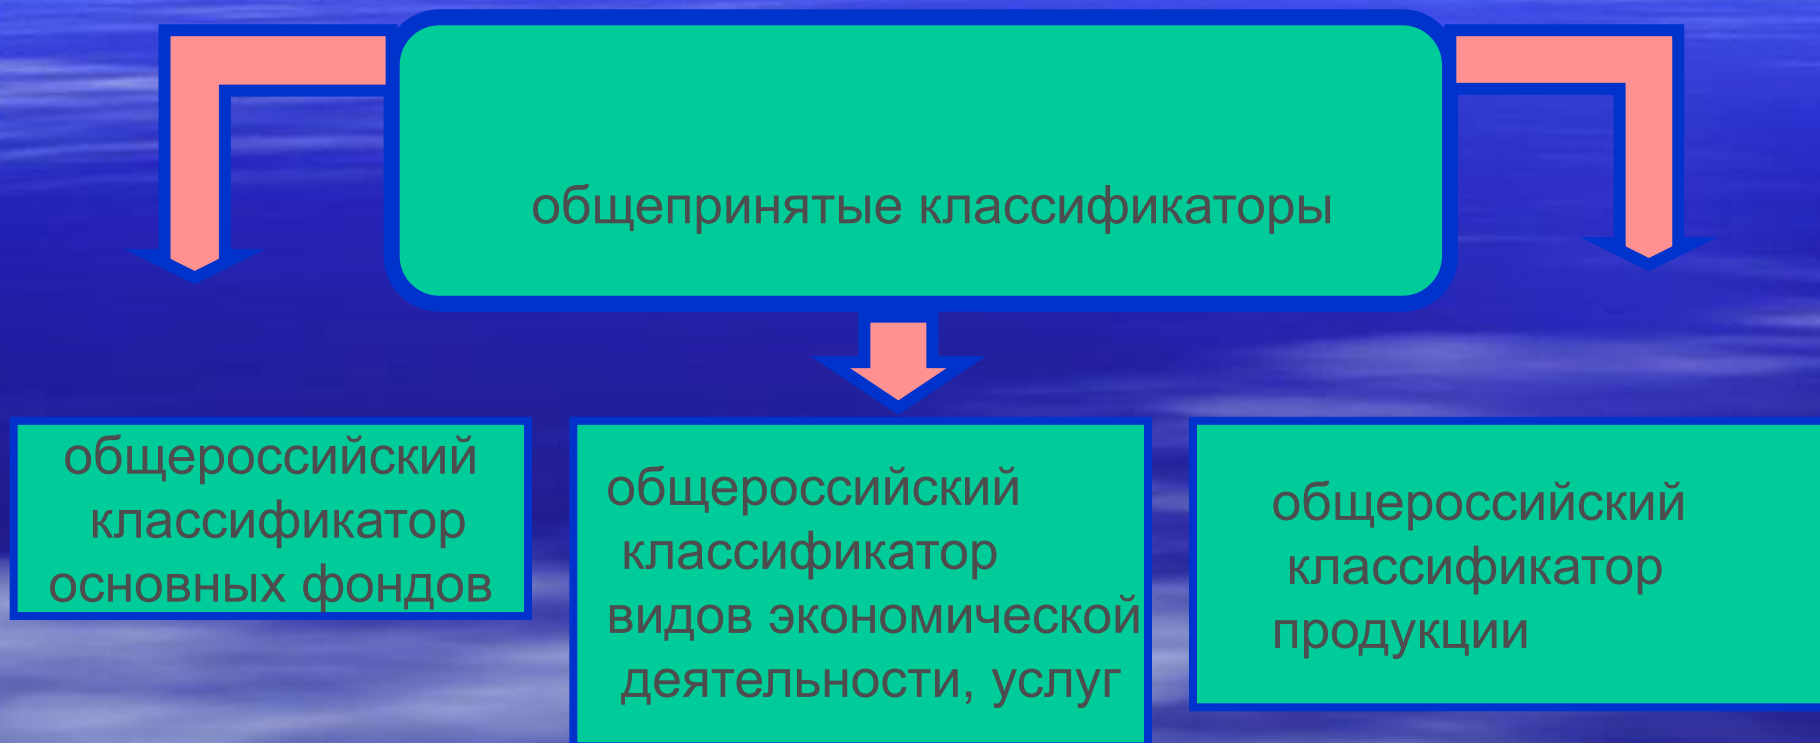 общепринятые классификаторы
общероссийский
классификатор
основных фондов
общероссийский
классификатор
видов экономической
деятельности, услуг
общероссийский
классификатор
продукции